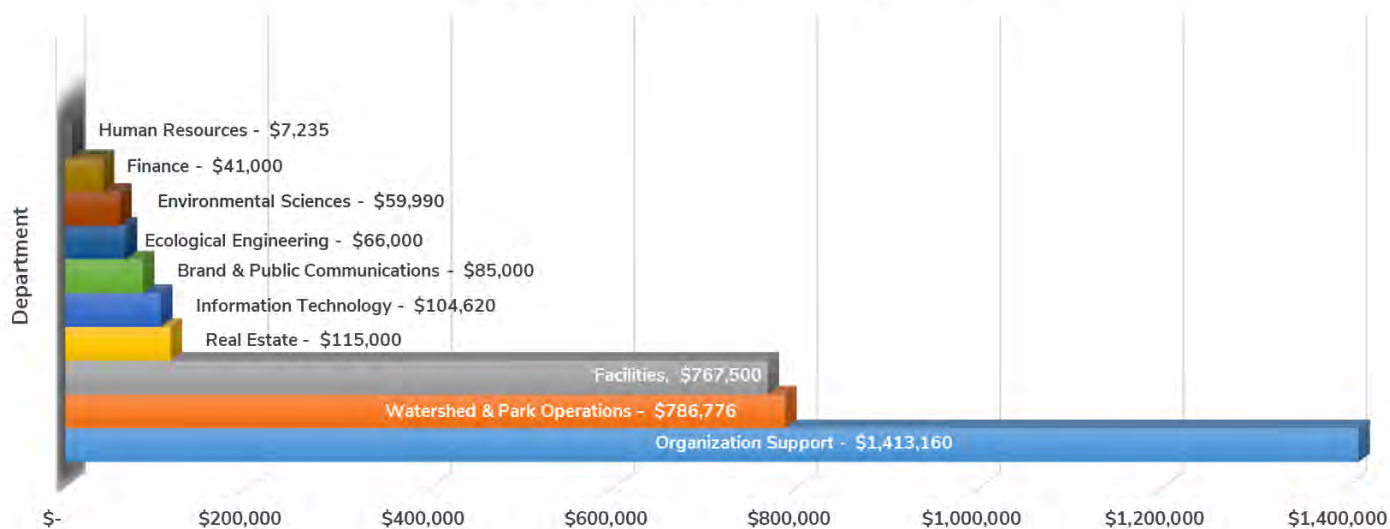 Department
Human Resources - $7,235
Finance - $41,000
Environmental Sciences - $59,990
Ecological Engineering - $66,000
Brand & Public Communications - $85,000
Information Technology - $104,620
Real Estate - $115,000
Facilities, $767,500
Watershed & Park Operations - $786,776
Organization Support - $1,413,160
$- $200,000 $400,000 $600,000 $800,000 $1,000,000 $1,200,000 $1,400,000